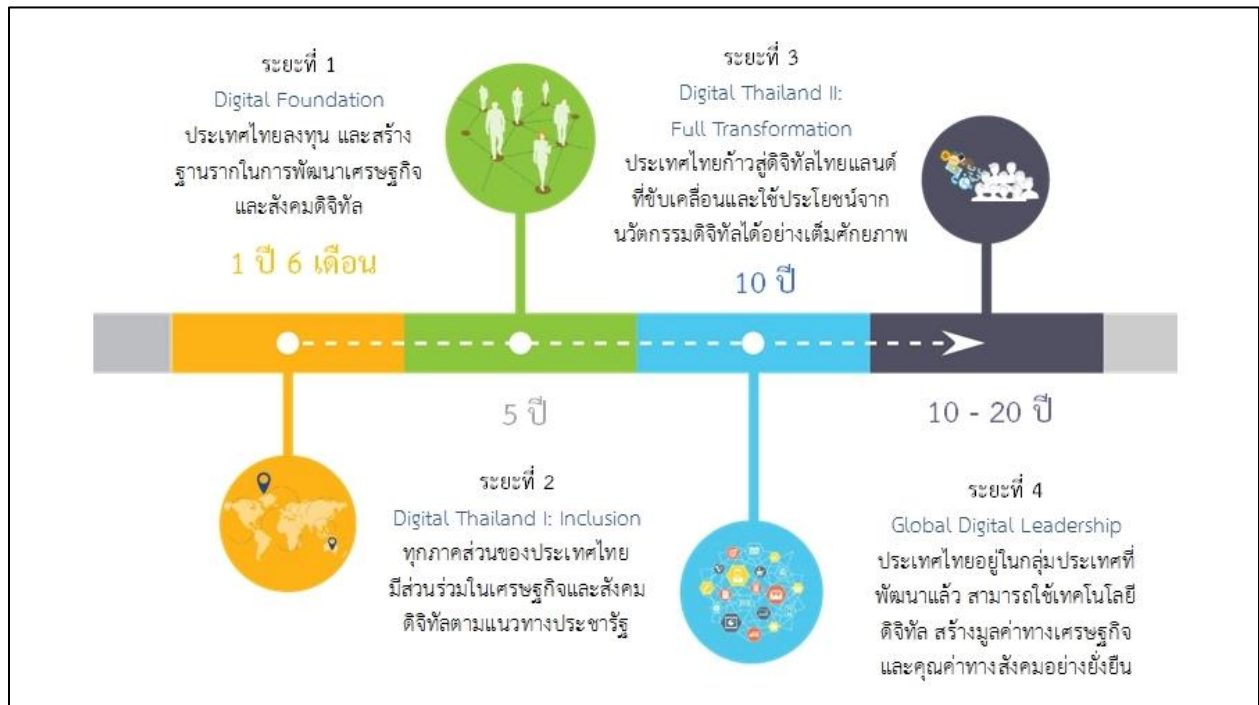 ระยะที่ 1
Digital Foundation
ประเทศไทยลงทุน และสร้าง
ฐานรากในการพัฒนาเศรษฐกิจ
และสังคมดิจิทัล
1 ปี 6 เดือน
5 ปี
ระยะที่ 2
Digital Thailand I: Inclusion
ทุกภาคส่วนของประเทศไทย
มีส่วนร่วมในเศรษฐกิจและสังคม
ดิจิทัลตามแนวทางประชารัฐ
ระยะที่ 3
Digital Thailand II:
Full Transformation
ประเทศไทยก้าวสู่ดิจิทัลไทยแลนด์
ที่ขับเคลื่อนและใช้ประโยชน์จาก
นวัตกรรมดิจิทัลได้อย่างเต็มศักยภาพ
10 ปี
10 - 20 ปี
ระยะที่ 4
Global Digital Leadership
ประเทศไทยอยู่ในกลุ่มประเทศที่
พัฒนาแล้ว สามารถใช้เทคโนโลยี
ดิจิทัล สร้างมูลค่าทางเศรษฐกิจ
และคุณค่าทางสังคมอย่างยั่งยืน